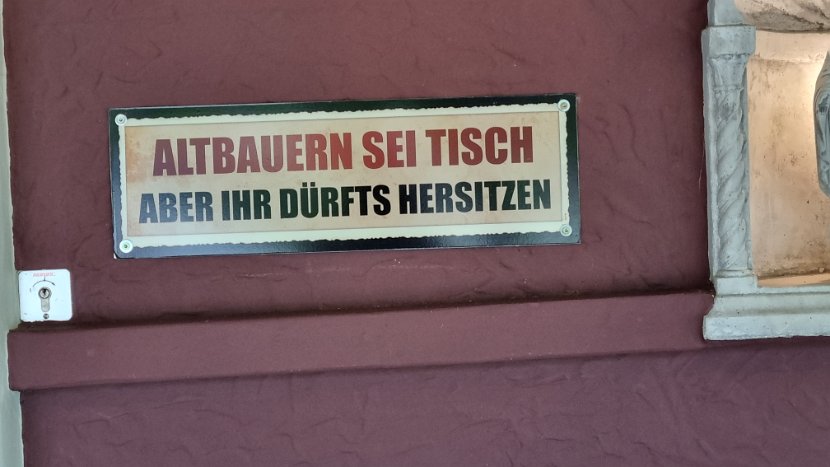 ALTBAUERN SEI TISCH
ABER IHR DÜRFTS HERSITZEN